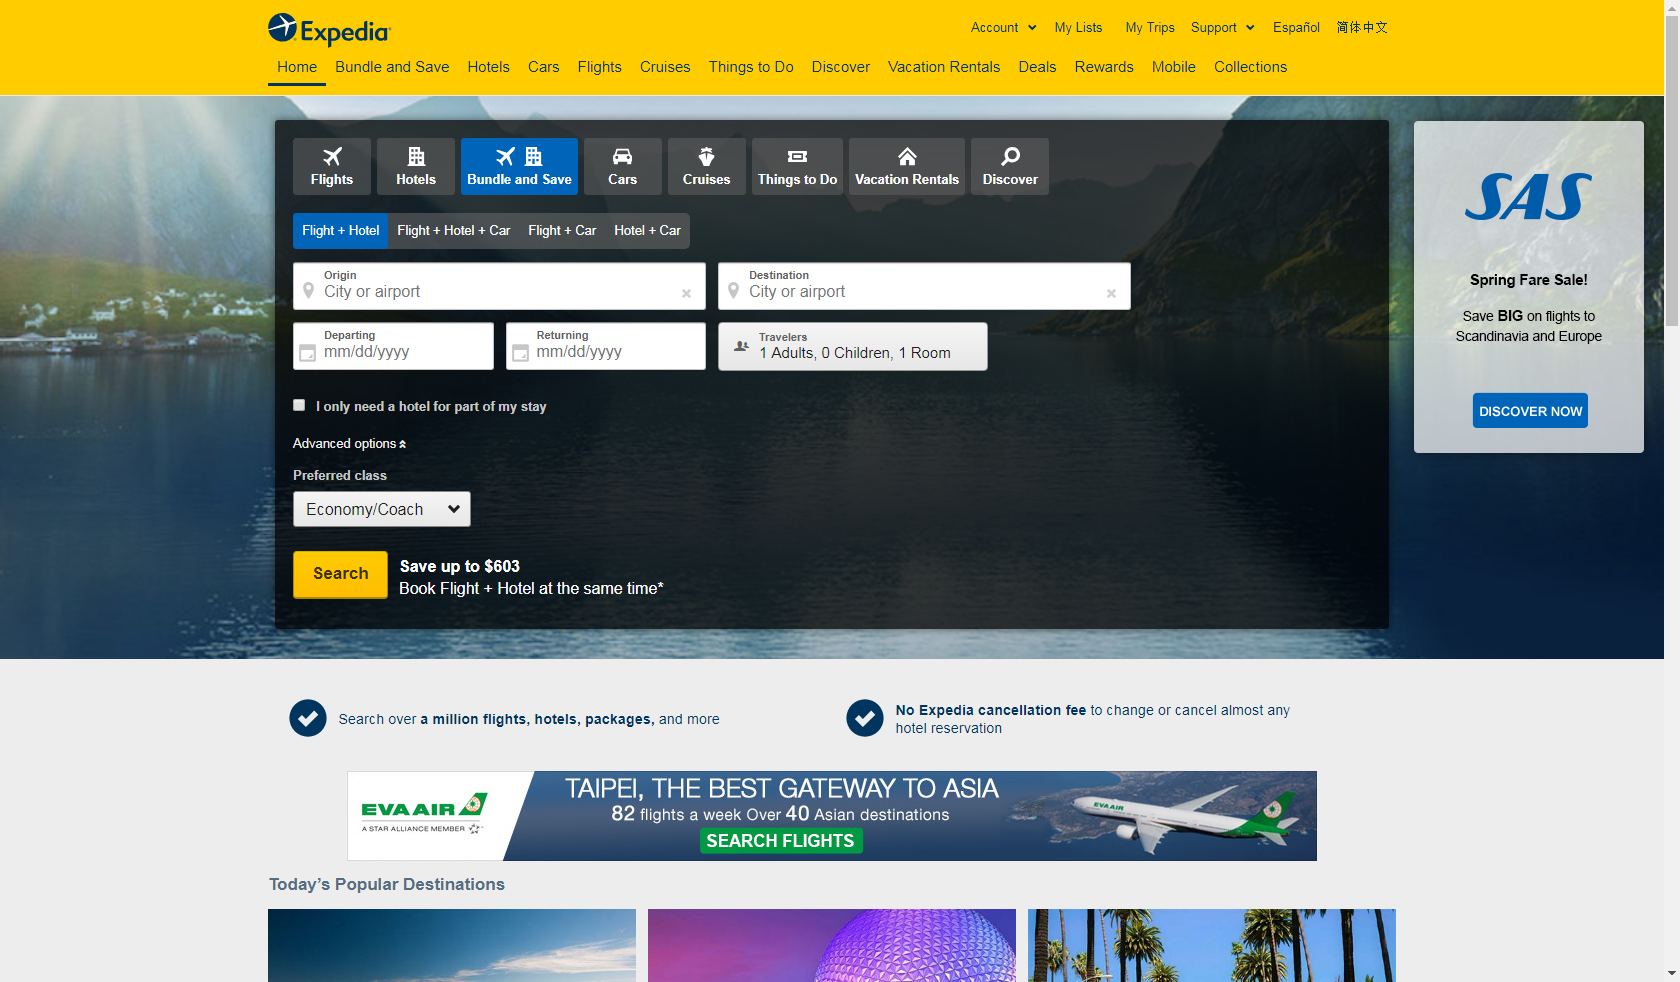 Expedia
Account
My Lists
My Trips
Support
Español
简体中文
Home
Bundle and Save
Hotels
Cars
Flights
Cruises
Things to Do
Discover
Vacation Rentals
Deals
Rewards
Mobile
Collections
Flights
Hotels
Bundle and Save
Cars
Cruises
Things to Do
Vacation Rentals
Discover
Flight + Hotel
Flight + Hotel + Car
Flight + Car
Hotel + Car
Origin
City or airport
Destination
City or airport
Departing
mm/dd/yyyy
Returning
mm/dd/yyyy
Travelers
1 Adults, 0 Children, 1 Room
I only need a hotel for part of my stay
Advanced options
Preferred class
Economy/Coach
Search
Save up to $603
Book Flight + Hotel at the same time*
SAS
Spring Fare Sale!
Save BIG on flights to
Scandinavia and Europe
DISCOVER NOW
Search over a million flights, hotels, packages, and more
No Expedia cancellation fee to change or cancel almost any
hotel reservation
EVA AIR
A STAR ALLIANCE MEMBER
TAIPEI, THE BEST GATEWAY TO ASIA
82 flights a week Over 40 Asian destinations
SEARCH FLIGHTS
EVA AIR
Today's Popular Destinations